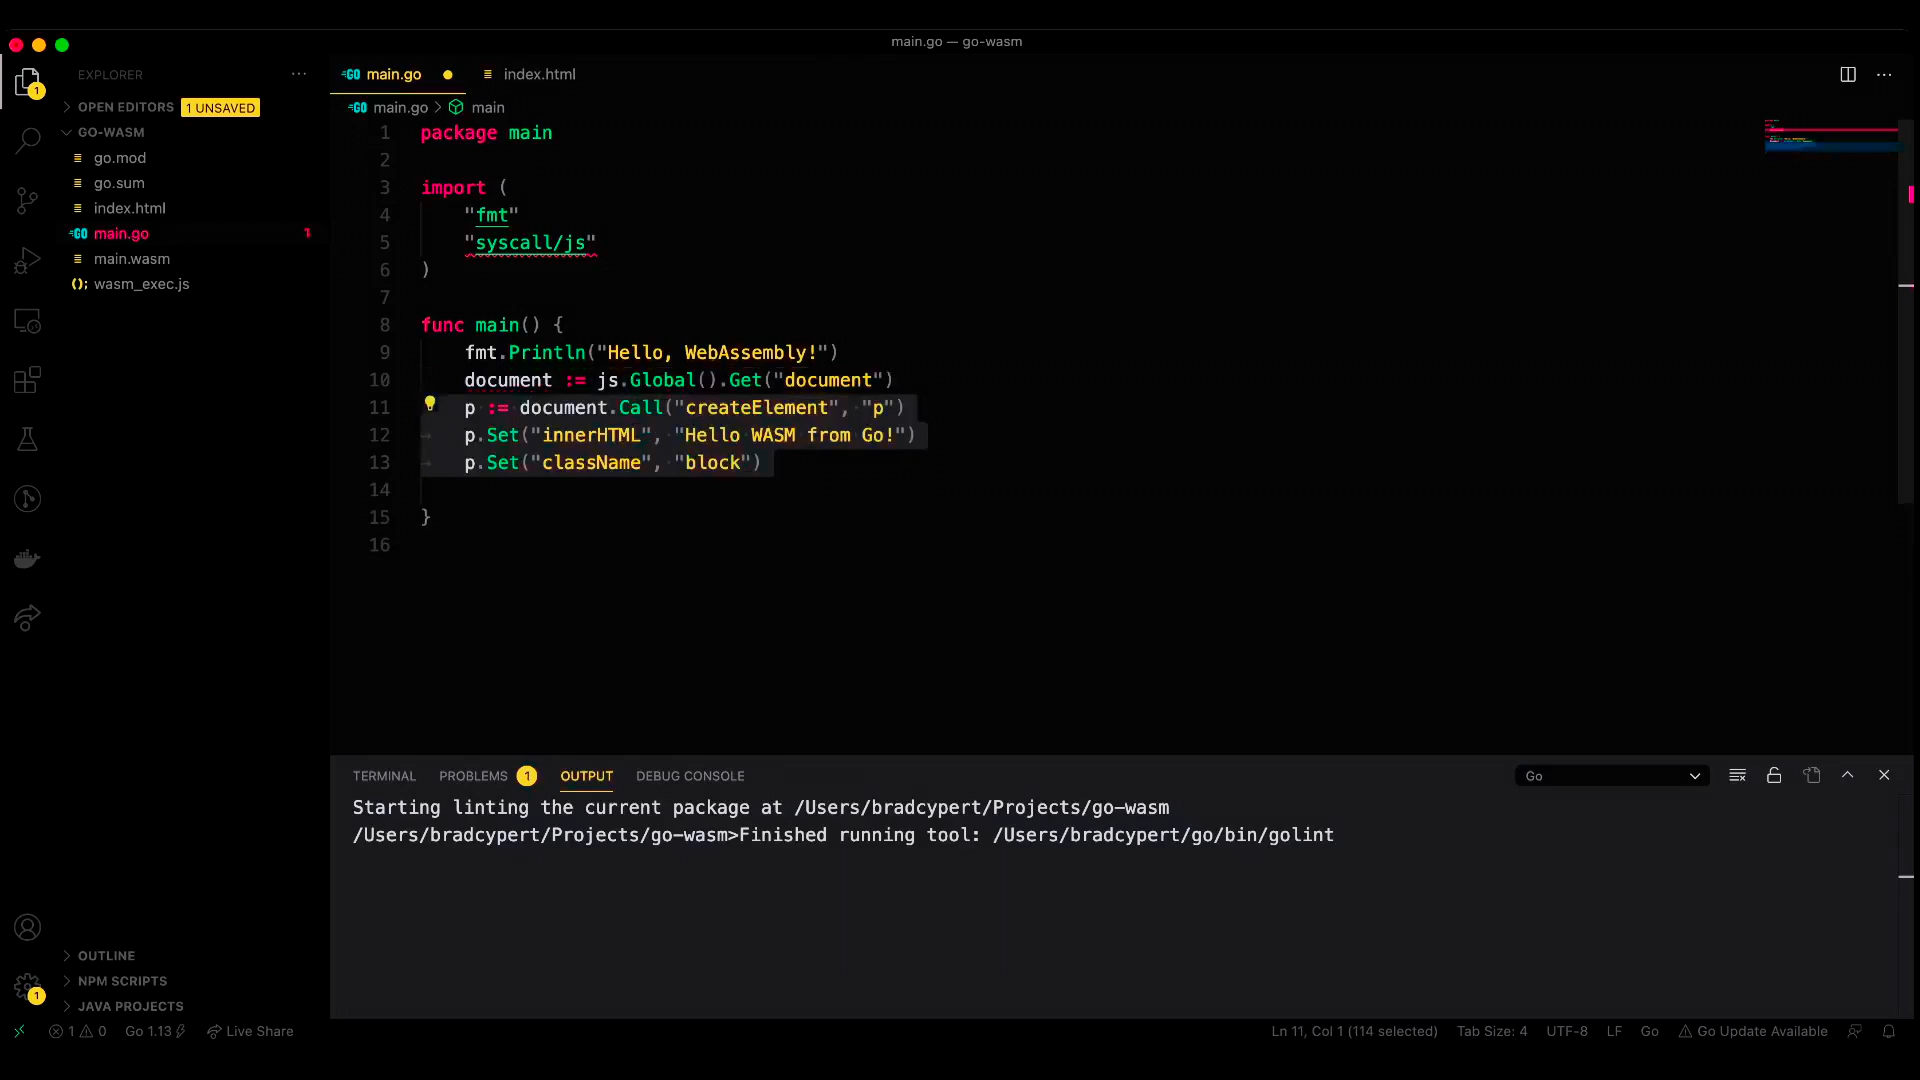 main.go — go-wasm
EXPLORER
OPEN EDITORS 1 UNSAVED
GO-WASM
go.mod
go.sum
index.html
main.go 1
main.wasm
wasm_exec.js
OUTLINE
NPM SCRIPTS
JAVA PROJECTS
1
1
GO main.go
index.html
GO main.go > main
1 package main
2
3 import (
4 "fmt"
5 "syscall/js"
6 )
7
8 func main() {
9 fmt.Println("Hello, WebAssembly!")
10 document := js.Global().Get("document")
11 p := document.Call("createElement", "p")
12 p.Set("innerHTML", "Hello WASM from Go!")
13 p.Set("className", "block")
14
15 }
16
TERMINAL PROBLEMS 1 OUTPUT DEBUG CONSOLE Go
Starting linting the current package at /Users/bradcypert/Projects/go-wasm
/Users/bradcypert/Projects/go-wasm>Finished running tool: /Users/bradcypert/go/bin/golint
1 0 Go 1.13 Live Share Ln 11, Col 1 (114 selected) Tab Size: 4 UTF-8 LF Go Go Update Available